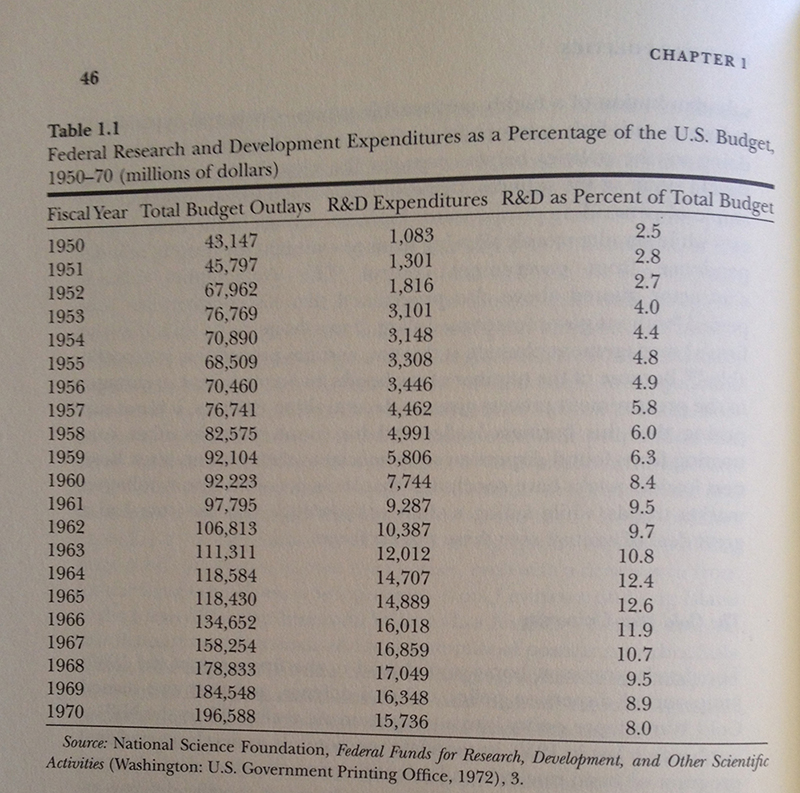 46
CHAPTER 1
Table 1.1
Federal Research and Development Expenditures as a Percentage of the U.S. Budget,
1950–70 (millions of dollars)
Fiscal Year Total Budget Outlays R&D Expenditures R&D as Percent of Total Budget
1950 43,147 1,083 2.5
1951 45,797 1,301 2.8
1952 67,962 1,816 2.7
1953 76,769 3,101 4.0
1954 70,890 3,148 4.4
1955 68,509 3,308 4.8
1956 70,460 3,446 4.9
1957 76,741 4,462 5.8
1958 82,575 4,991 6.0
1959 92,104 5,806 6.3
1960 92,223 7,744 8.4
1961 97,795 9,287 9.5
1962 106,813 10,387 9.7
1963 111,311 12,012 10.8
1964 118,584 14,707 12.4
1965 118,430 14,889 12.6
1966 134,652 16,018 11.9
1967 158,254 16,859 10.7
1968 178,833 17,049 9.5
1969 184,548 16,348 8.9
1970 196,588 15,736 8.0
Source: National Science Foundation, Federal Funds for Research, Development, and Other Scientific
Activities (Washington: U.S. Government Printing Office, 1972), 3.